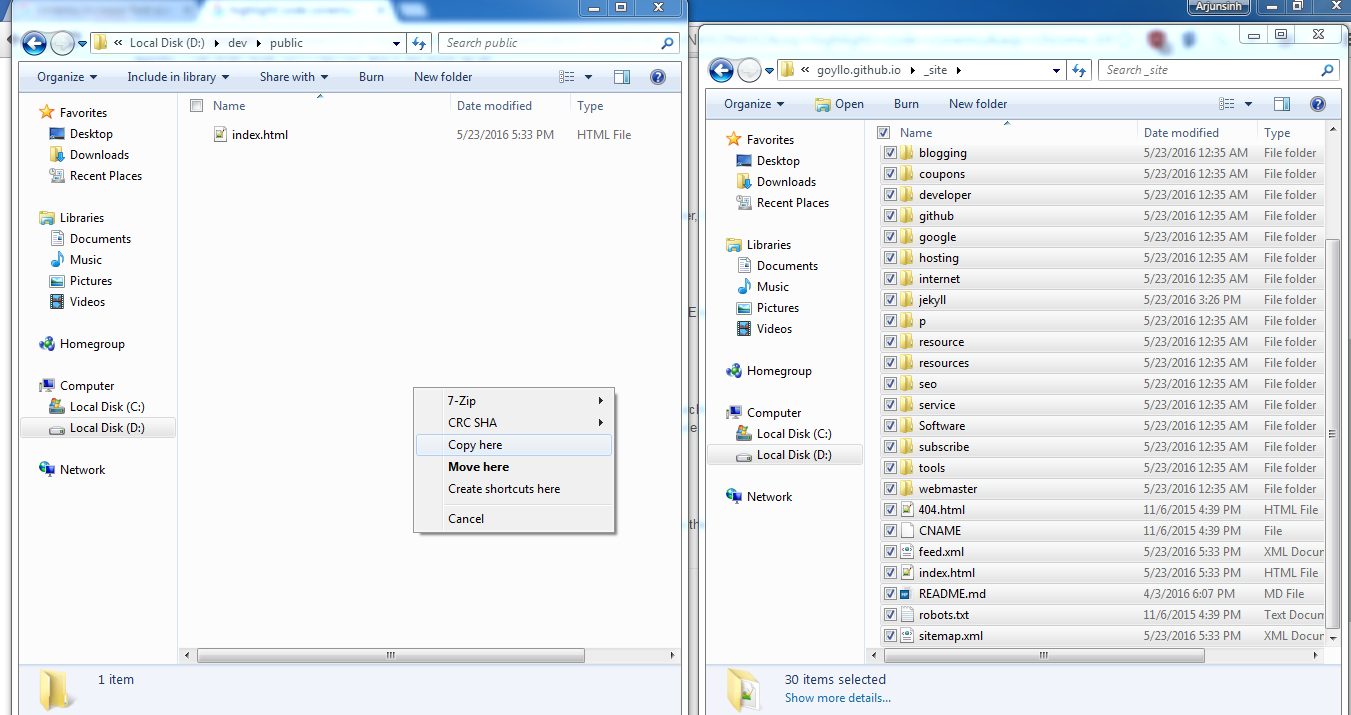 Arjunsinh
« Local Disk (D:) ▸ dev ▸ public
Search public
Organize
Include in library
Share with
Burn
New folder
Favorites
Desktop
Downloads
Recent Places
Libraries
Documents
Music
Pictures
Videos
Homegroup
Computer
Local Disk (C:)
Local Disk (D:)
Network
Name Date modified Type
index.html 5/23/2016 5:33 PM HTML File
7-Zip
CRC SHA
Copy here
Move here
Create shortcuts here
Cancel
1 item
« goyllo.github.io ▸ _site ▸
Search _site
Organize
Open
Burn
New folder
Favorites
Desktop
Downloads
Recent Places
Libraries
Documents
Music
Pictures
Videos
Homegroup
Computer
Local Disk (C:)
Local Disk (D:)
Network
Name Date modified Type
blogging 5/23/2016 12:35 AM File folder
coupons 5/23/2016 12:35 AM File folder
developer 5/23/2016 12:35 AM File folder
github 5/23/2016 12:35 AM File folder
google 5/23/2016 12:35 AM File folder
hosting 5/23/2016 12:35 AM File folder
internet 5/23/2016 12:35 AM File folder
jekyll 5/23/2016 3:26 PM File folder
p 5/23/2016 12:35 AM File folder
resource 5/23/2016 12:35 AM File folder
resources 5/23/2016 12:35 AM File folder
seo 5/23/2016 12:35 AM File folder
service 5/23/2016 12:35 AM File folder
Software 5/23/2016 12:35 AM File folder
subscribe 5/23/2016 12:35 AM File folder
tools 5/23/2016 12:35 AM File folder
webmaster 5/23/2016 12:35 AM File folder
404.html 11/6/2015 4:39 PM HTML File
CNAME 11/6/2015 4:39 PM File
feed.xml 5/23/2016 5:33 PM XML Docur
index.html 5/23/2016 5:33 PM HTML File
README.md 4/3/2016 6:07 PM MD File
robots.txt 11/6/2015 4:39 PM Text Docum
sitemap.xml 5/23/2016 5:33 PM XML Docur
30 items selected
Show more details...